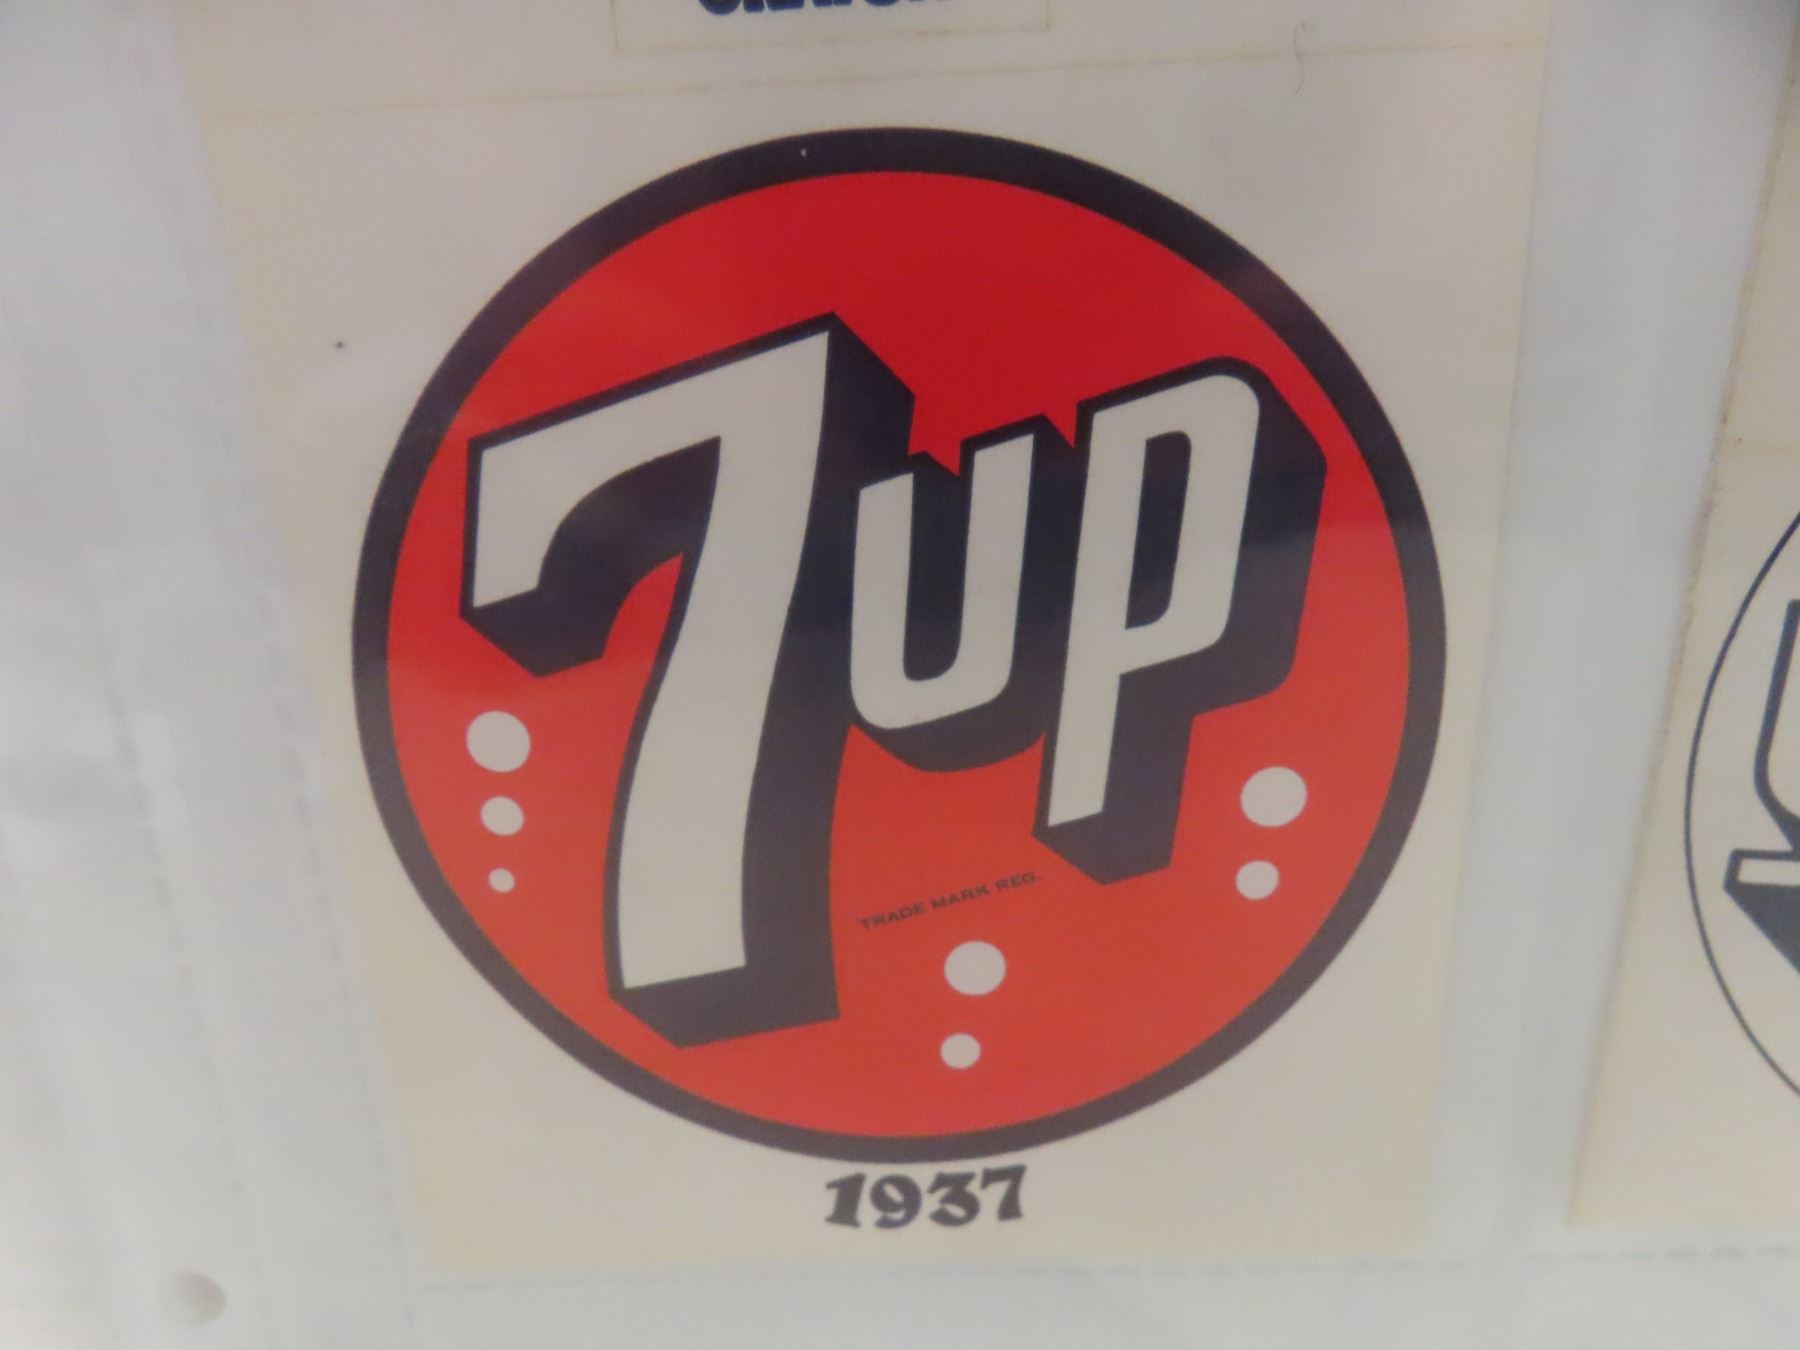 7up
TRADE MARK REG.
1937